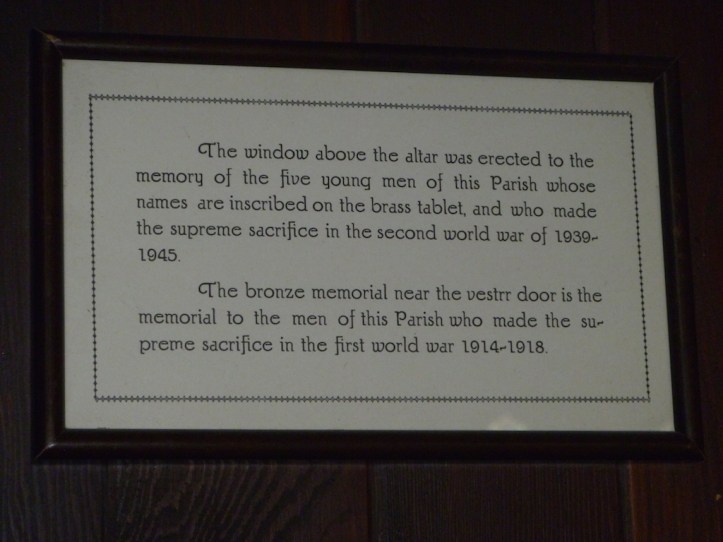 The window above the altar was erected to the
memory of the five young men of this Parish whose
names are inscribed on the brass tablet, and who made
the supreme sacrifice in the second world war of 1939-
1945.
The bronze memorial near the vestrr door is the
memorial to the men of this Parish who made the su-
preme sacrifice in the first world war 1914-1918.